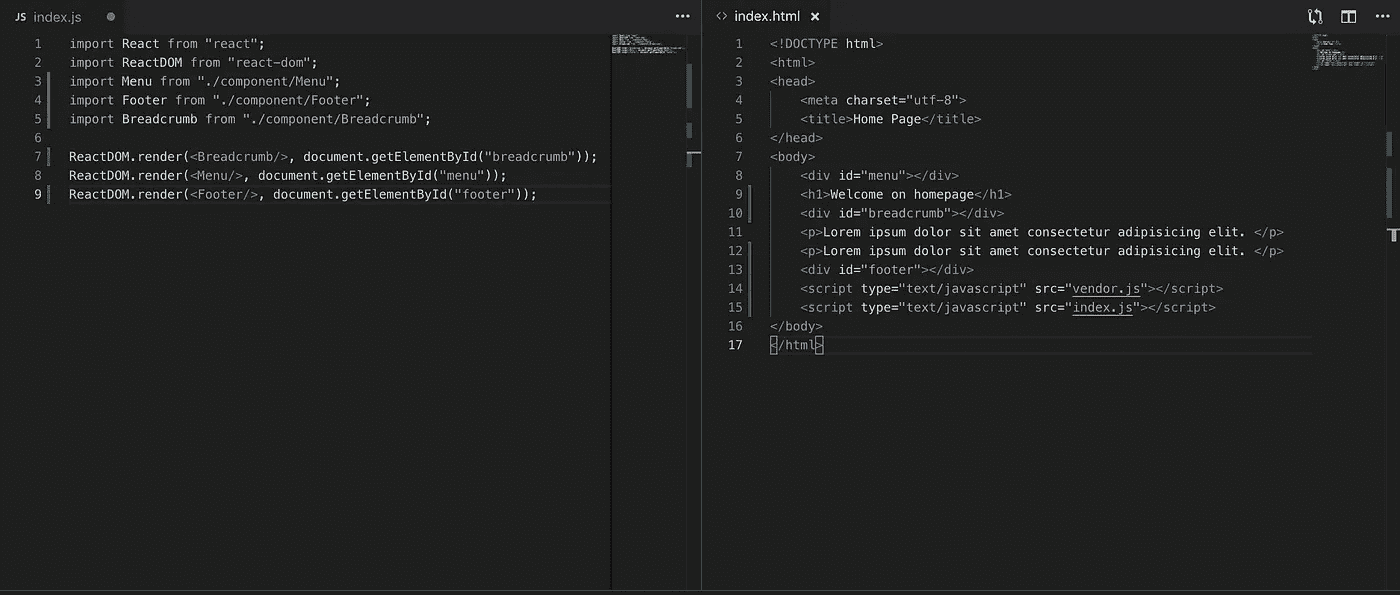 JS index.js
1 import React from "react";
2 import ReactDOM from "react-dom";
3 import Menu from "./component/Menu";
4 import Footer from "./component/Footer";
5 import Breadcrumb from "./component/Breadcrumb";
6
7 ReactDOM.render(<Breadcrumb/>, document.getElementById("breadcrumb"));
8 ReactDOM.render(<Menu/>, document.getElementById("menu"));
9 ReactDOM.render(<Footer/>, document.getElementById("footer"));
<> index.html
1 <!DOCTYPE html>
2 <html>
3 <head>
4     <meta charset="utf-8">
5     <title>Home Page</title>
6 </head>
7 <body>
8     <div id="menu"></div>
9     <h1>Welcome on homepage</h1>
10     <div id="breadcrumb"></div>
11     <p>Lorem ipsum dolor sit amet consectetur adipisicing elit. </p>
12     <p>Lorem ipsum dolor sit amet consectetur adipisicing elit. </p>
13     <div id="footer"></div>
14     <script type="text/javascript" src="vendor.js"></script>
15     <script type="text/javascript" src="index.js"></script>
16 </body>
17 </html>